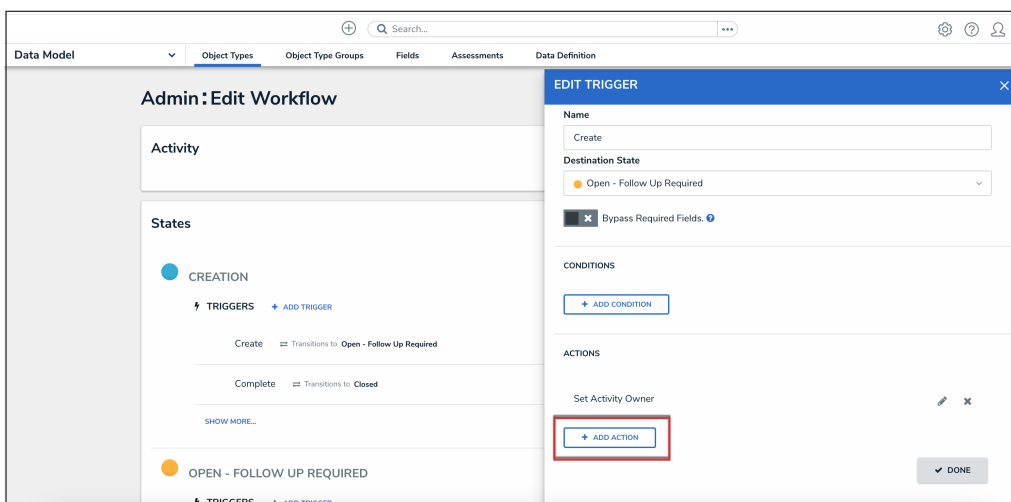 Search...
Data Model
Object Types
Object Type Groups
Fields
Assessments
Data Definition
Admin:Edit Workflow
Activity
States
CREATION
TRIGGERS + ADD TRIGGER
Create Transitions to Open - Follow Up Required
Complete Transitions to Closed
SHOW MORE...
OPEN - FOLLOW UP REQUIRED
TRIGGERS + ADD TRIGGER
EDIT TRIGGER
Name
Create
Destination State
Open - Follow Up Required
Bypass Required Fields.
CONDITIONS
+ ADD CONDITION
ACTIONS
Set Activity Owner
+ ADD ACTION
DONE